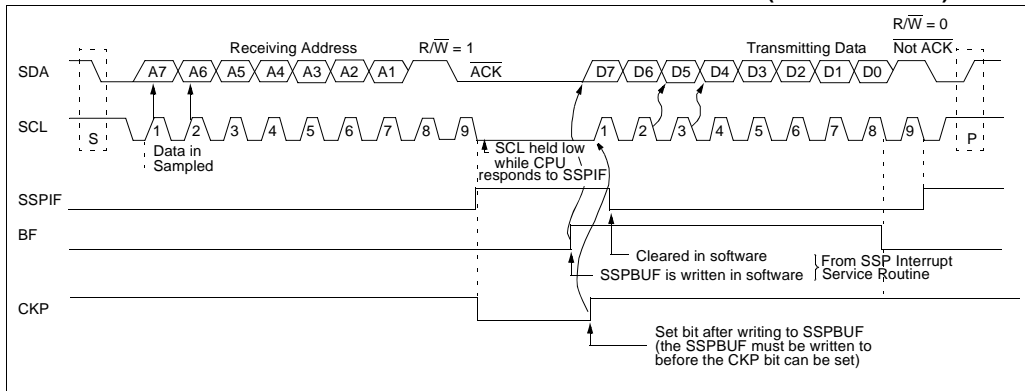 R/W = 0
Receiving Address R/W = 1 Transmitting Data Not ACK
SDA A7 A6 A5 A4 A3 A2 A1 ACK D7 D6 D5 D4 D3 D2 D1 D0
SCL 1 2 3 4 5 6 7 8 9 1 2 3 4 5 6 7 8 9
S P
Data in
Sampled
SCL held low
while CPU
responds to SSPIF
SSPIF
BF
Cleared in software
SSPBUF is written in software
From SSP Interrupt
Service Routine
CKP
Set bit after writing to SSPBUF
(the SSPBUF must be written to
before the CKP bit can be set)